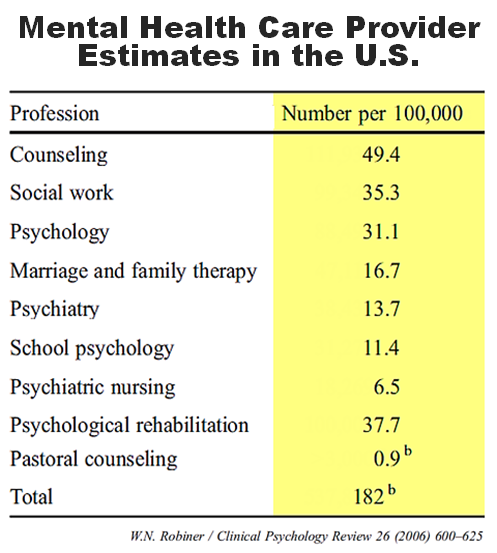 Mental Health Care Provider
Estimates in the U.S.
Profession Number per 100,000
Counseling 49.4
Social work 35.3
Psychology 31.1
Marriage and family therapy 16.7
Psychiatry 13.7
School psychology 11.4
Psychiatric nursing 6.5
Psychological rehabilitation 37.7
Pastoral counseling 0.9 b
Total 182 b
W.N. Robiner / Clinical Psychology Review 26 (2006) 600–625